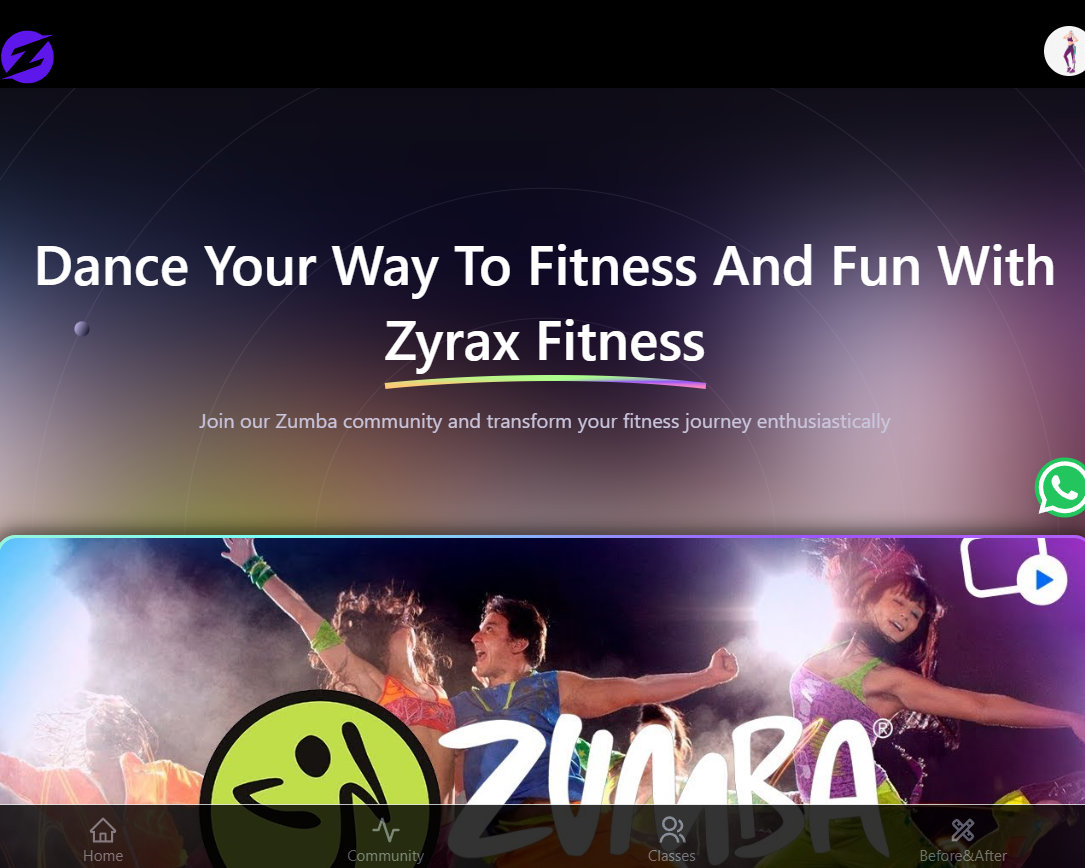 Dance Your Way To Fitness And Fun With
Zyrax Fitness
Join our Zumba community and transform your fitness journey enthusiastically
ZUMBA®
Home
Community
Classes
Before&After